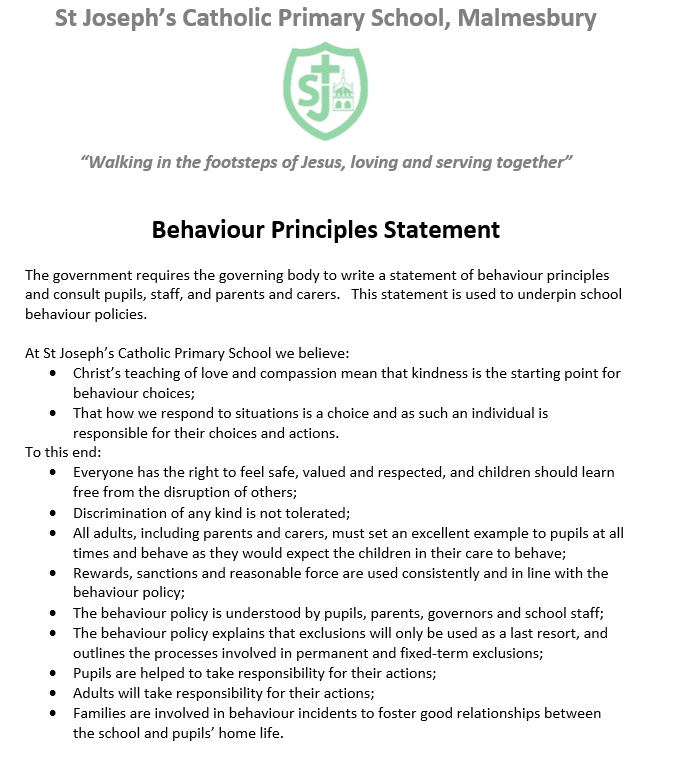 St Joseph's Catholic Primary School, Malmesbury
SJ
“Walking in the footsteps of Jesus, loving and serving together”
Behaviour Principles Statement
The government requires the governing body to write a statement of behaviour principles
and consult pupils, staff, and parents and carers.   This statement is used to underpin school
behaviour policies.
At St Joseph's Catholic Primary School we believe:
• Christ's teaching of love and compassion mean that kindness is the starting point for
behaviour choices;
• That how we respond to situations is a choice and as such an individual is
responsible for their choices and actions.
To this end:
• Everyone has the right to feel safe, valued and respected, and children should learn
free from the disruption of others;
• Discrimination of any kind is not tolerated;
• All adults, including parents and carers, must set an excellent example to pupils at all
times and behave as they would expect the children in their care to behave;
• Rewards, sanctions and reasonable force are used consistently and in line with the
behaviour policy;
• The behaviour policy is understood by pupils, parents, governors and school staff;
• The behaviour policy explains that exclusions will only be used as a last resort, and
outlines the processes involved in permanent and fixed-term exclusions;
• Pupils are helped to take responsibility for their actions;
• Adults will take responsibility for their actions;
• Families are involved in behaviour incidents to foster good relationships between
the school and pupils' home life.